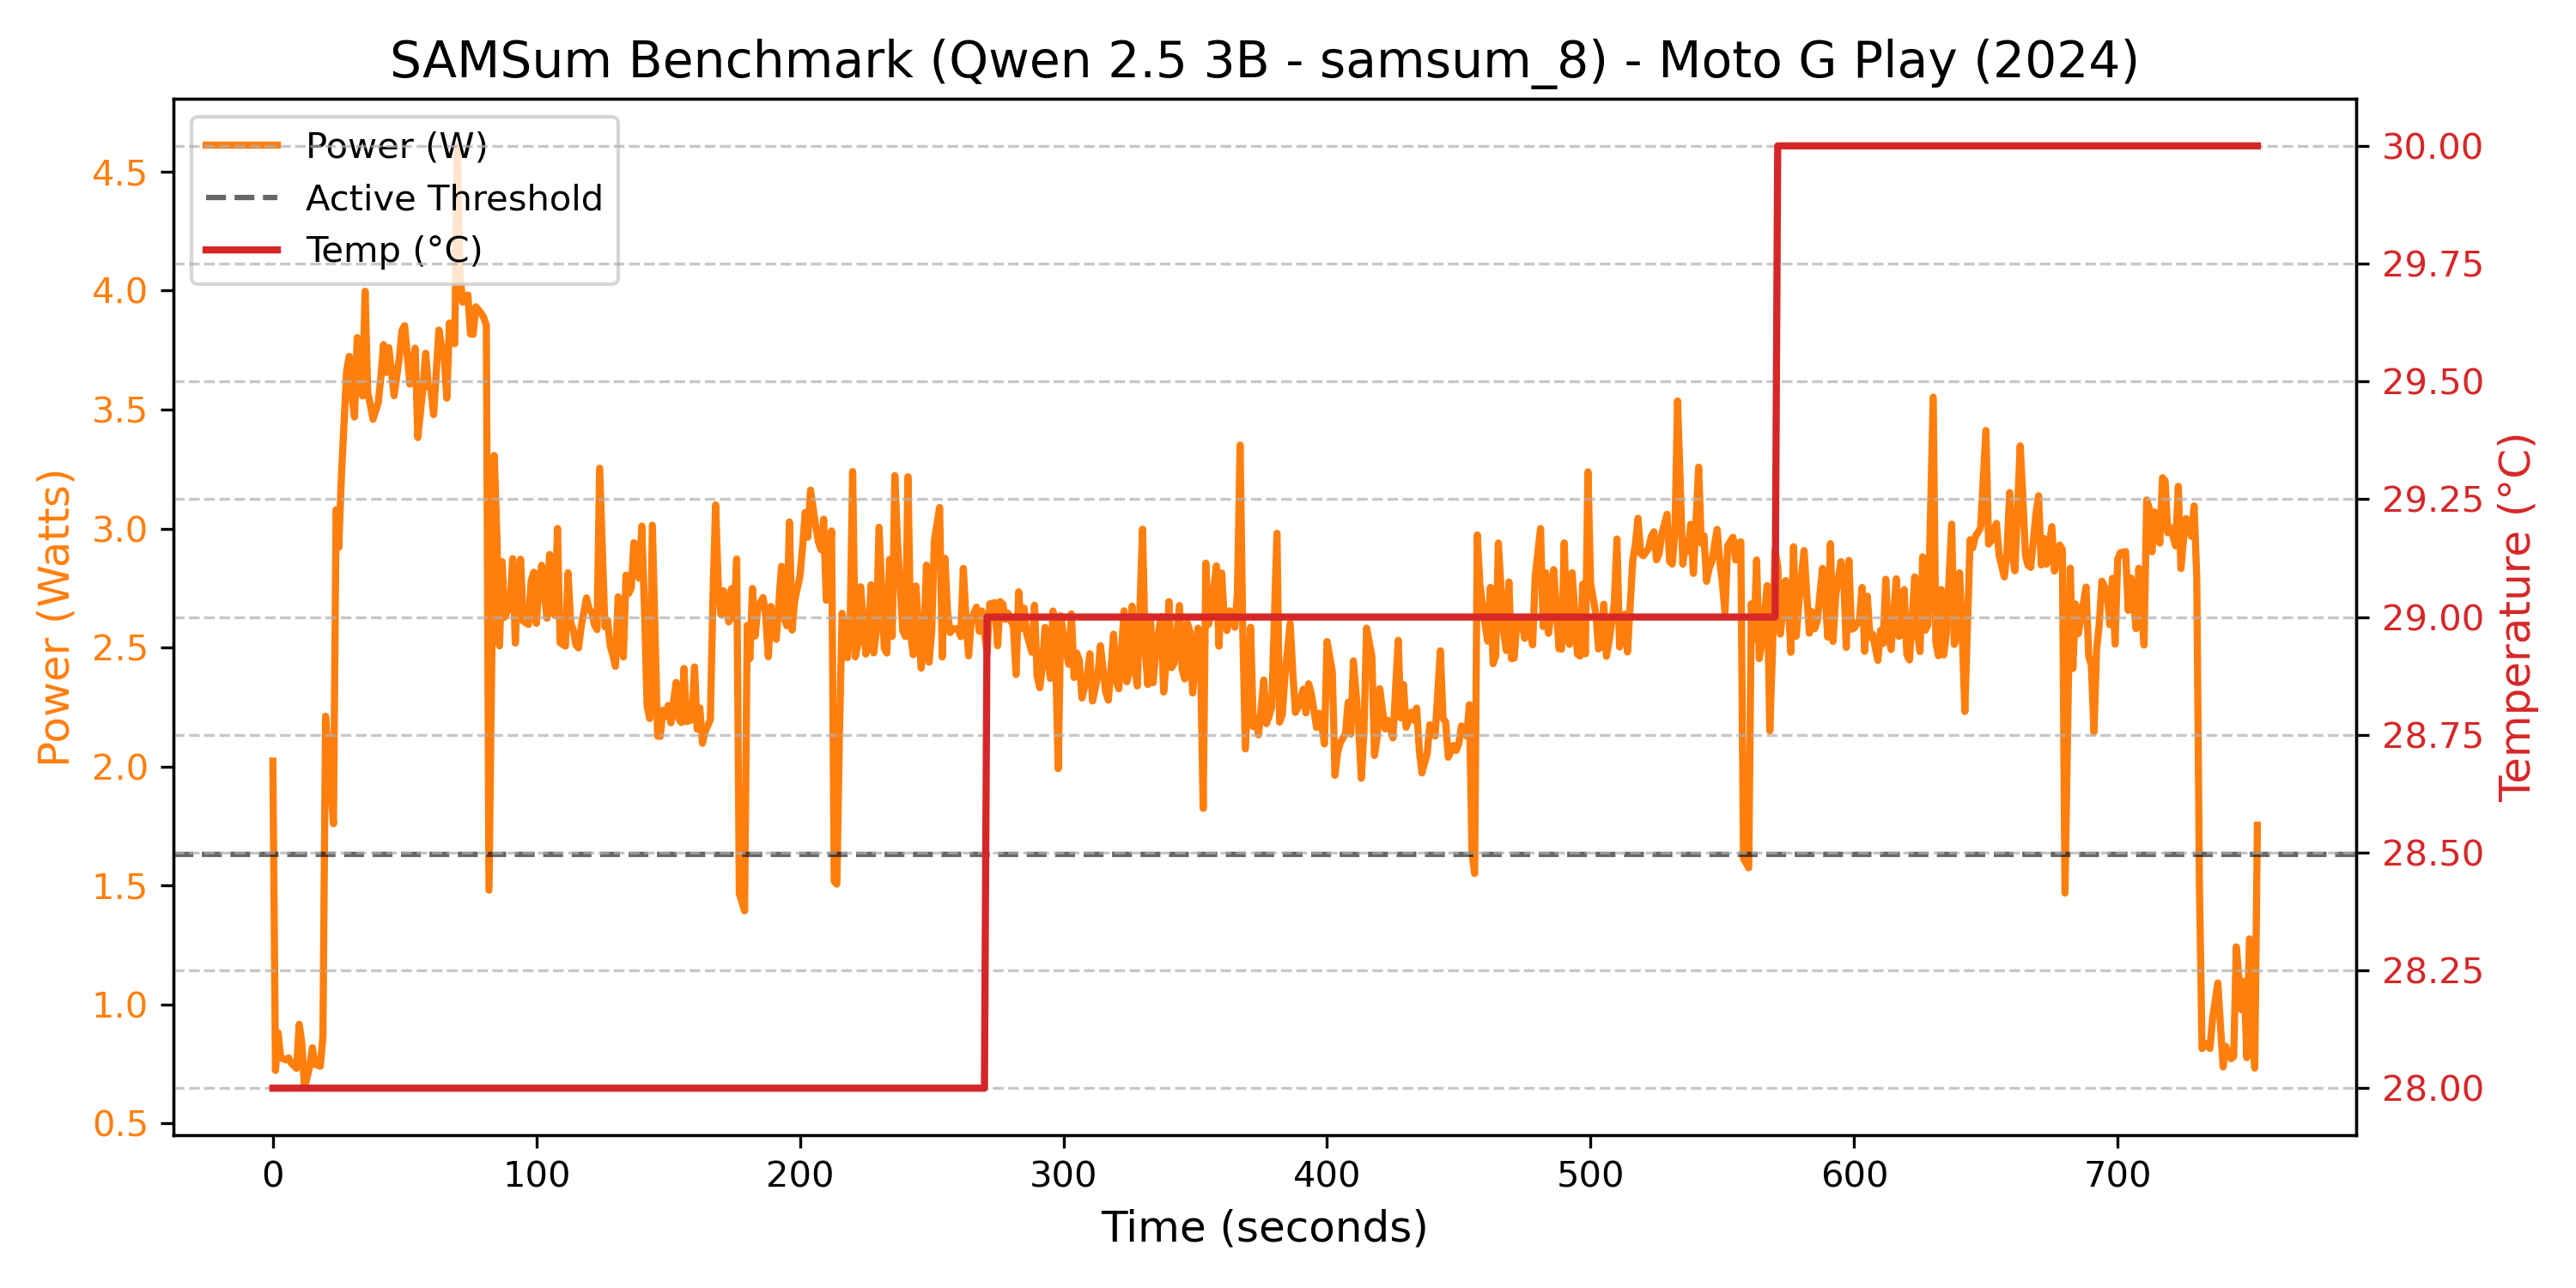 SAMSum Benchmark (Qwen 2.5 3B - samsum_8) - Moto G Play (2024)
Power (W)
Active Threshold
Temp (°C)
Power (Watts)
4.5
4.0
3.5
3.0
2.5
2.0
1.5
1.0
0.5
30.00
29.75
29.50
29.25
29.00
28.75
28.50
28.25
28.00
Temperature (°C)
0 100 200 300 400 500 600 700
Time (seconds)